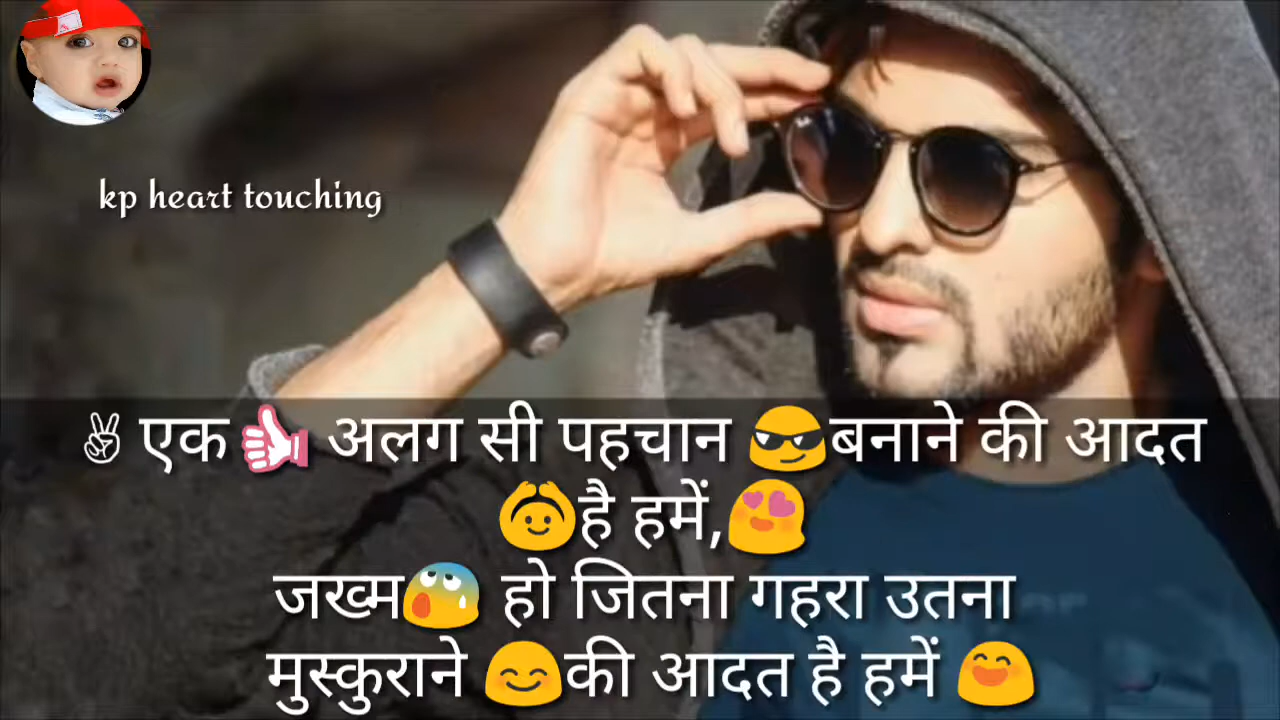 kp heart touching
✌ एक 👍 अलग सी पहचान 😎बनाने की आदत
🙆है हमें,😍
जख्म😰 हो जितना गहरा उतना
मुस्कुराने 😊की आदत है हमें 😄